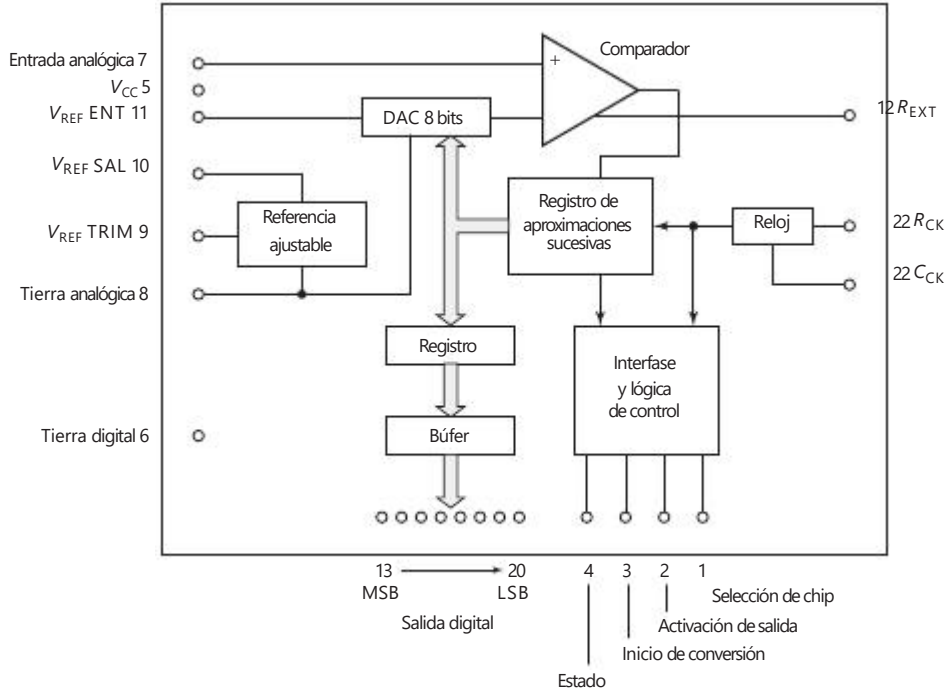 Entrada analógica 7
Comparador
+
VCC 5
VREF ENT 11
DAC 8 bits
12 REXT
VREF SAL 10
Registro de
aproximaciones
sucesivas
Referencia
ajustable
VREF TRIM 9
Reloj
22 RCK
22 CCK
Tierra analógica 8
Registro
Interfase
y lógica
de control
Tierra digital 6
Búfer
13 20 4 3 2 1
MSB LSB
Selección de chip
Salida digital
Activación de salida
Inicio de conversión
Estado